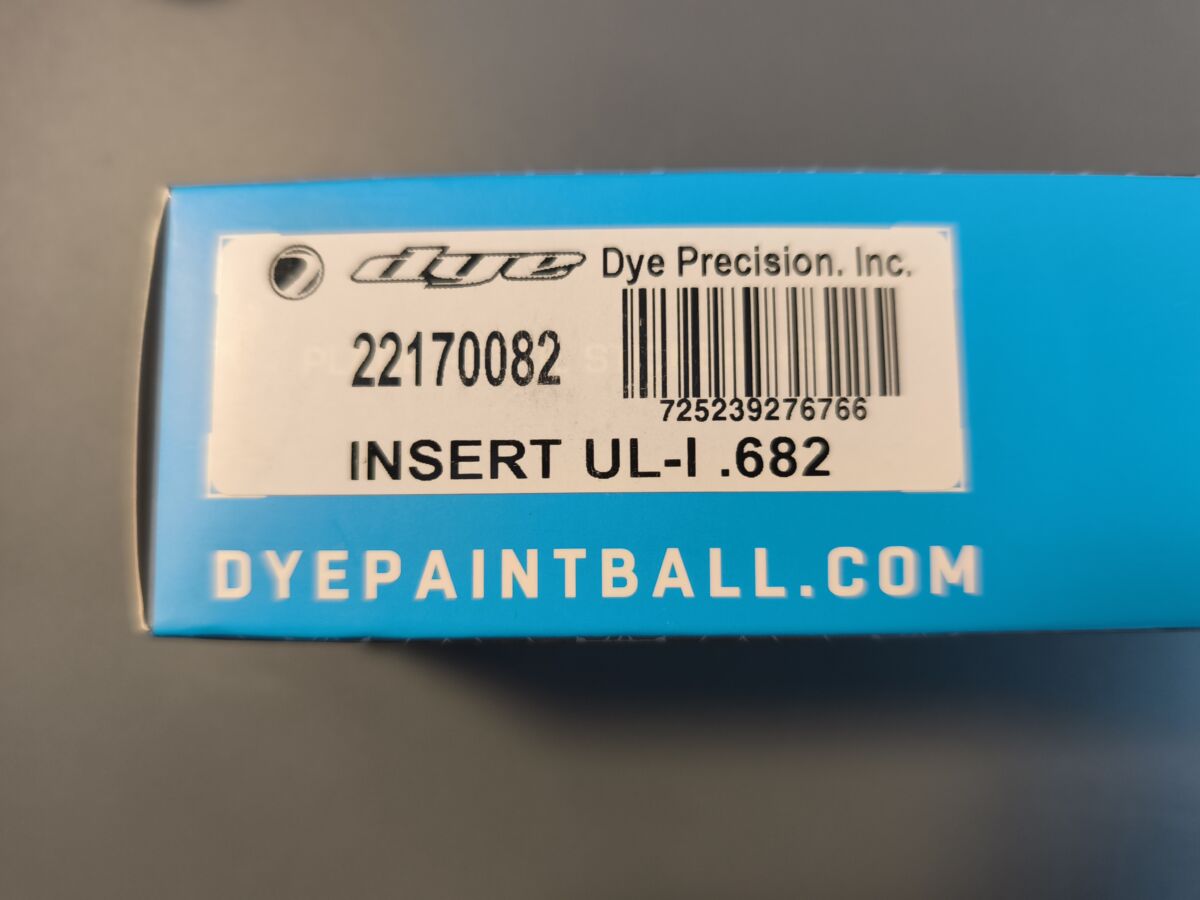 dye Dye Precision. Inc.
22170082
725239276766
INSERT UL-I .682
DYEPAINTBALL.COM